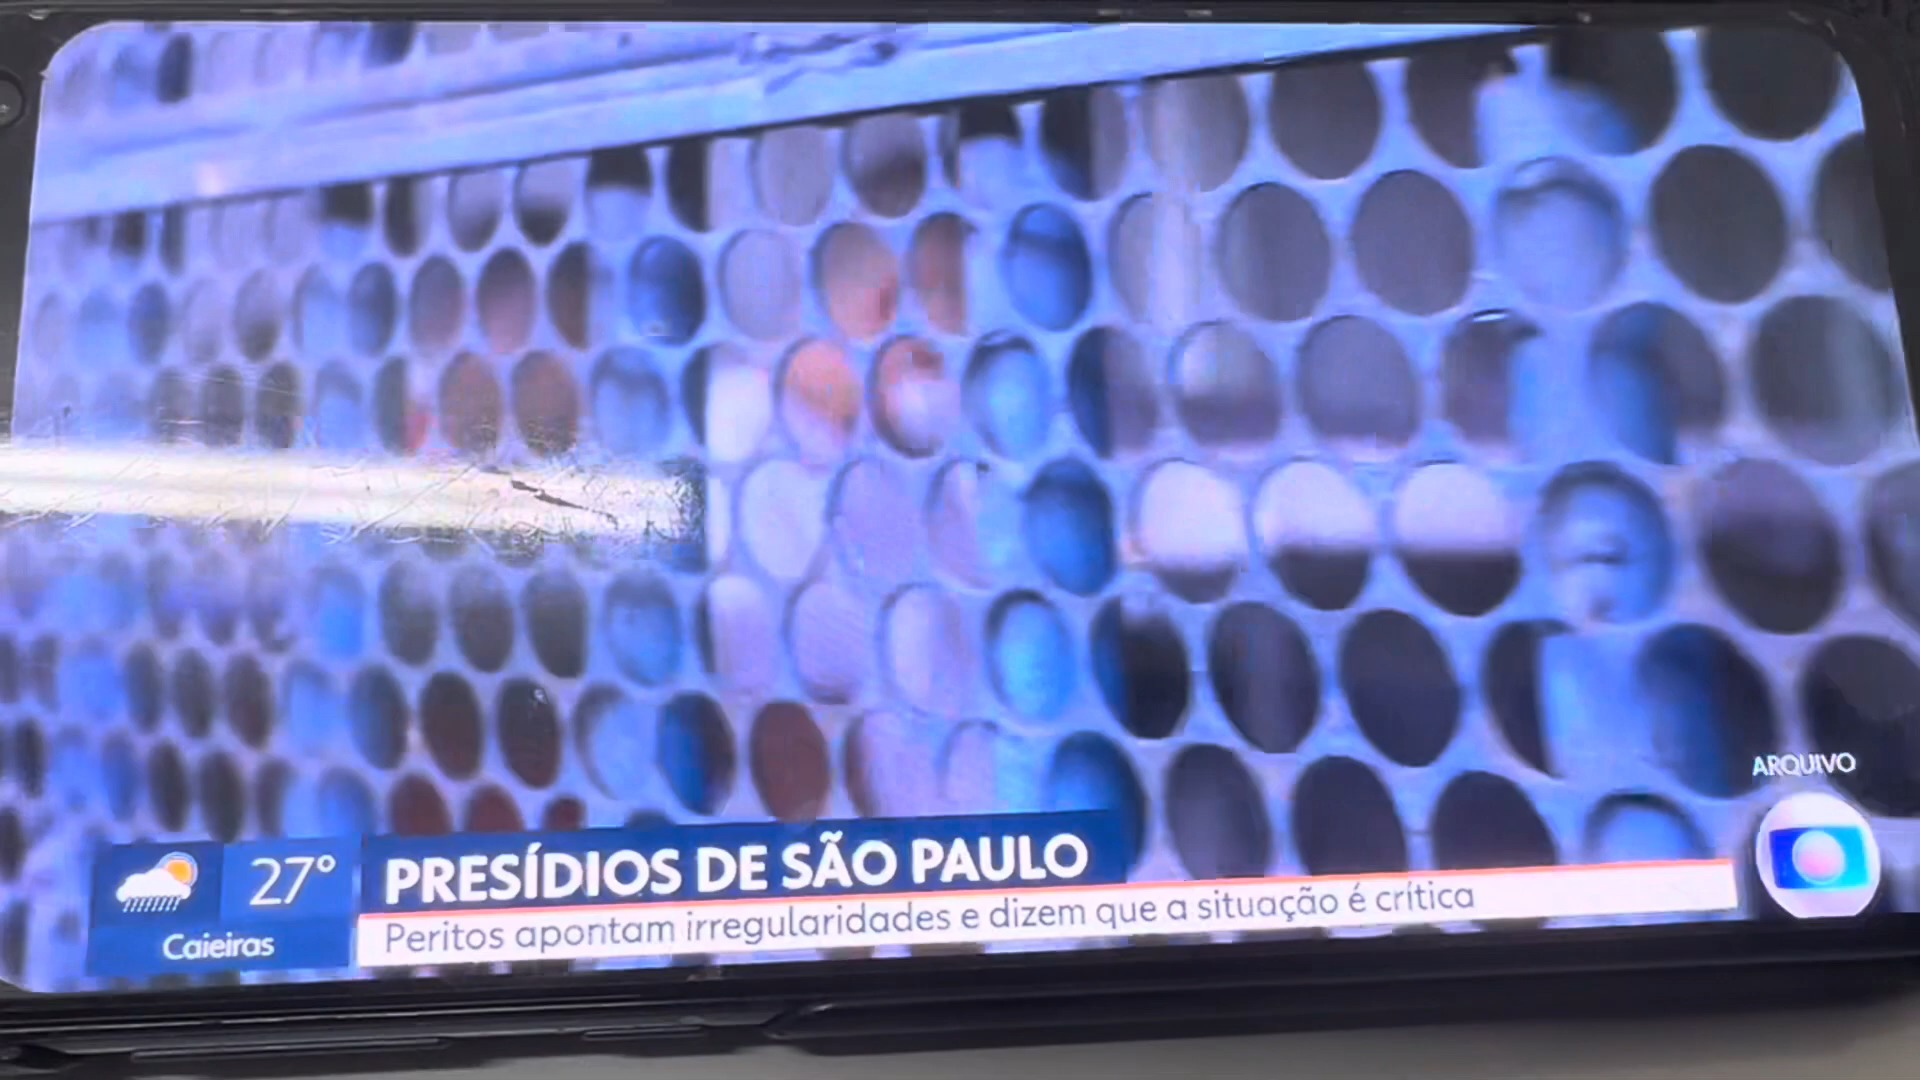 ARQUIVO
27°
Caieiras
PRESÍDIOS DE SÃO PAULO
Peritos apontam irregularidades e dizem que a situação é crítica